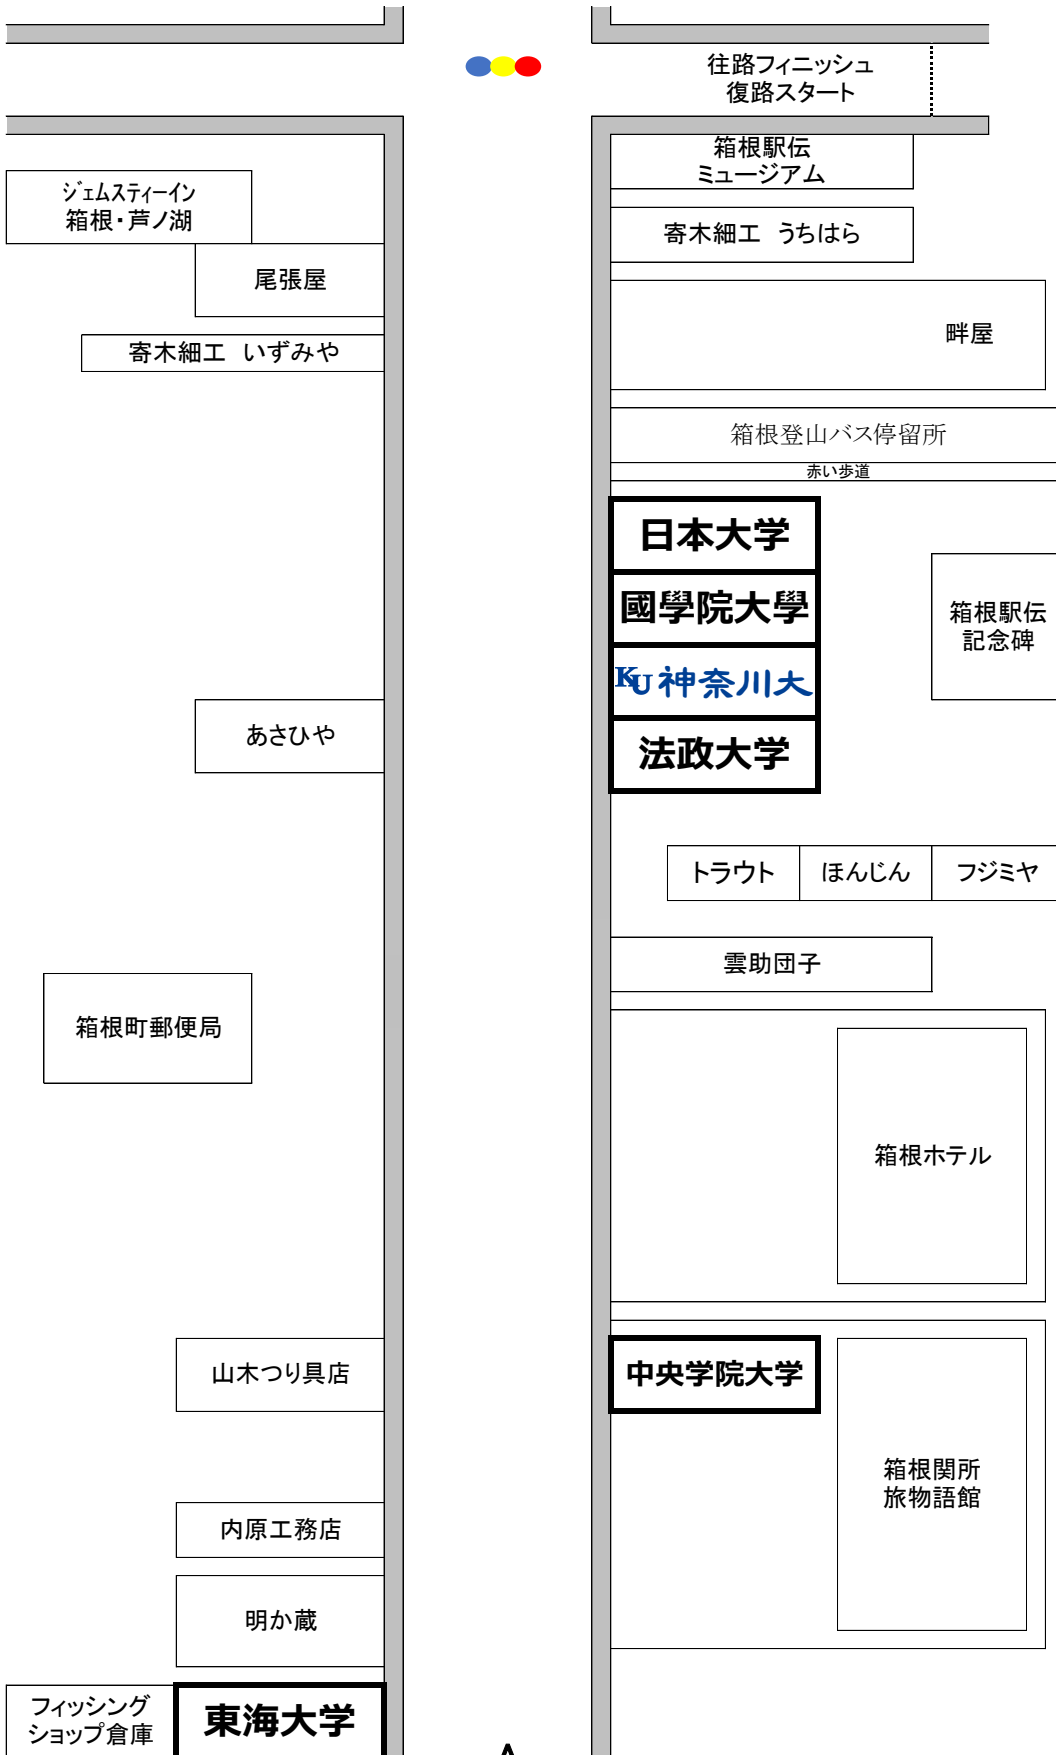 往路フィニッシュ
復路スタート
箱根駅伝
ミュージアム
ジェムスティーイン
箱根・芦ノ湖
寄木細工　うちはら
尾張屋
畔屋
寄木細工　いずみや
箱根登山バス停留所
赤い歩道
日本大学
國學院大學
箱根駅伝
記念碑
KU神奈川大
あさひや
法政大学
トラウト
ほんじん
フジミヤ
雲助団子
箱根町郵便局
箱根ホテル
山木つり具店
中央学院大学
箱根関所
旅物語館
内原工務店
明か蔵
フィッシング
ショップ倉庫
東海大学